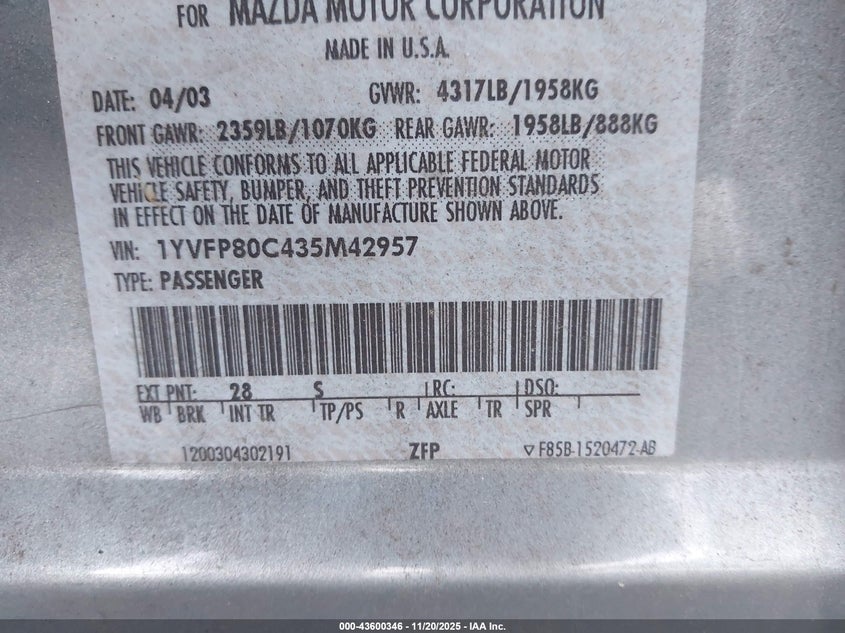 FOR MAZDA MOTOR CORPORATION
MADE IN U.S.A.
DATE: 04/03 GVWR: 4317LB/1958KG
FRONT GAWR: 2359LB/1070KG REAR GAWR: 1958LB/888KG
THIS VEHICLE CONFORMS TO ALL APPLICABLE FEDERAL MOTOR
VEHICLE SAFETY, BUMPER, AND THEFT PREVENTION STANDARDS
IN EFFECT ON THE DATE OF MANUFACTURE SHOWN ABOVE.
VIN: 1YVFP80C435M42957
TYPE: PASSENGER
EXT PNT: 28 S RC: DSO:
WB BRK INT TR TP/PS R AXLE TR SPR
1200304302191 ZFP ▽ F85B-1520472-AB
000-43600346 - 11/20/2025 - IAA Inc.